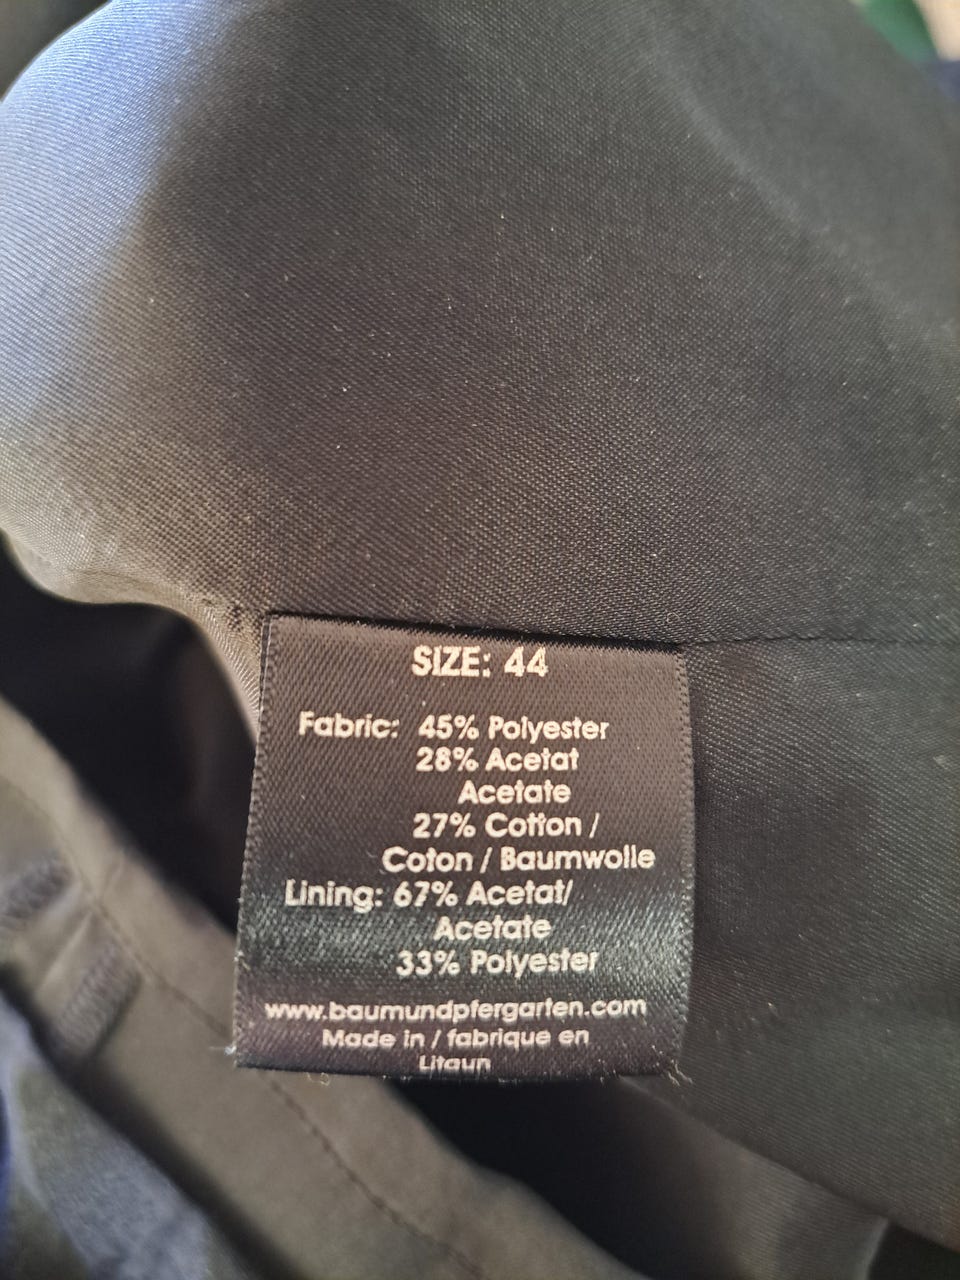 SIZE: 44
Fabric: 45% Polyester
28% Acetat
Acetate
27% Cotton /
Coton / Baumwolle
Lining: 67% Acetat/
Acetate
33% Polyester
www.baumundpfergarten.com
Made in / fabrique en
Litaun